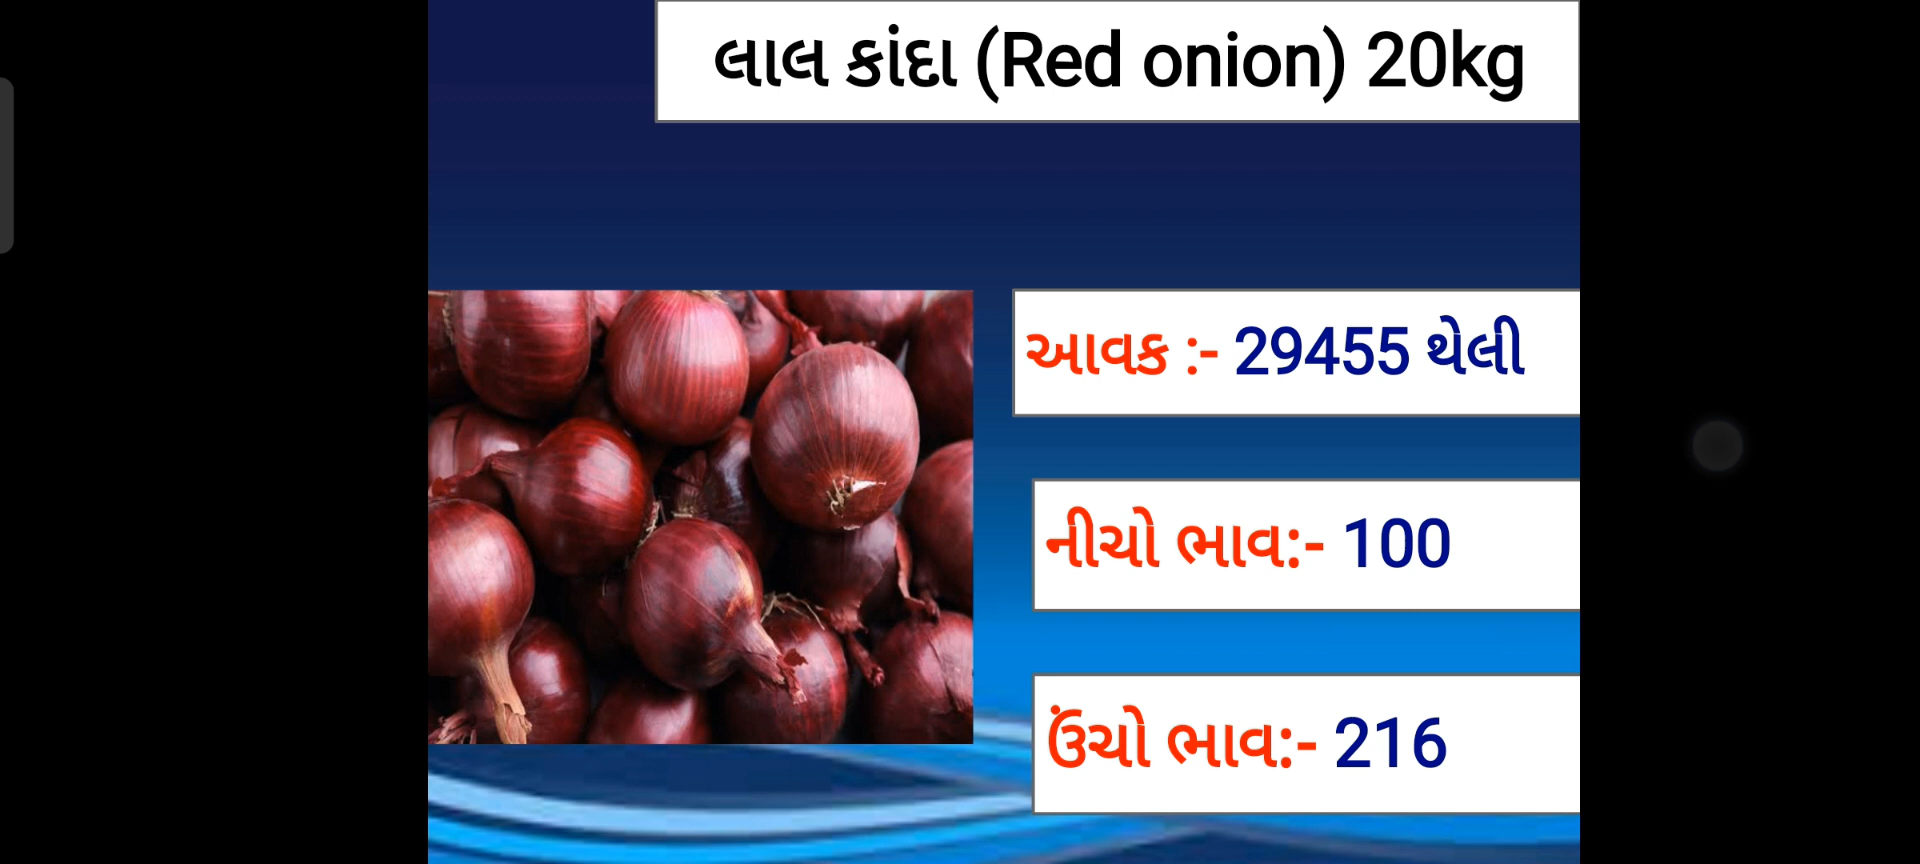 લાલ કાંદા (Red onion) 20kg
આવક :- 29455 થેલી
નીચો ભાવ:- 100
ઉંચો ભાવ:- 216